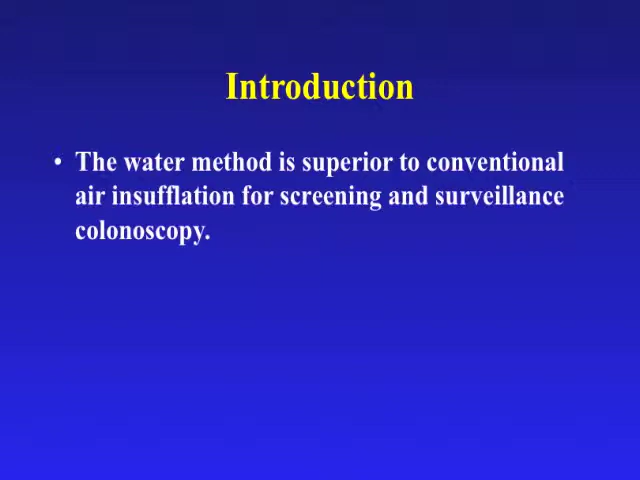 Introduction
• The water method is superior to conventional
air insufflation for screening and surveillance
colonoscopy.